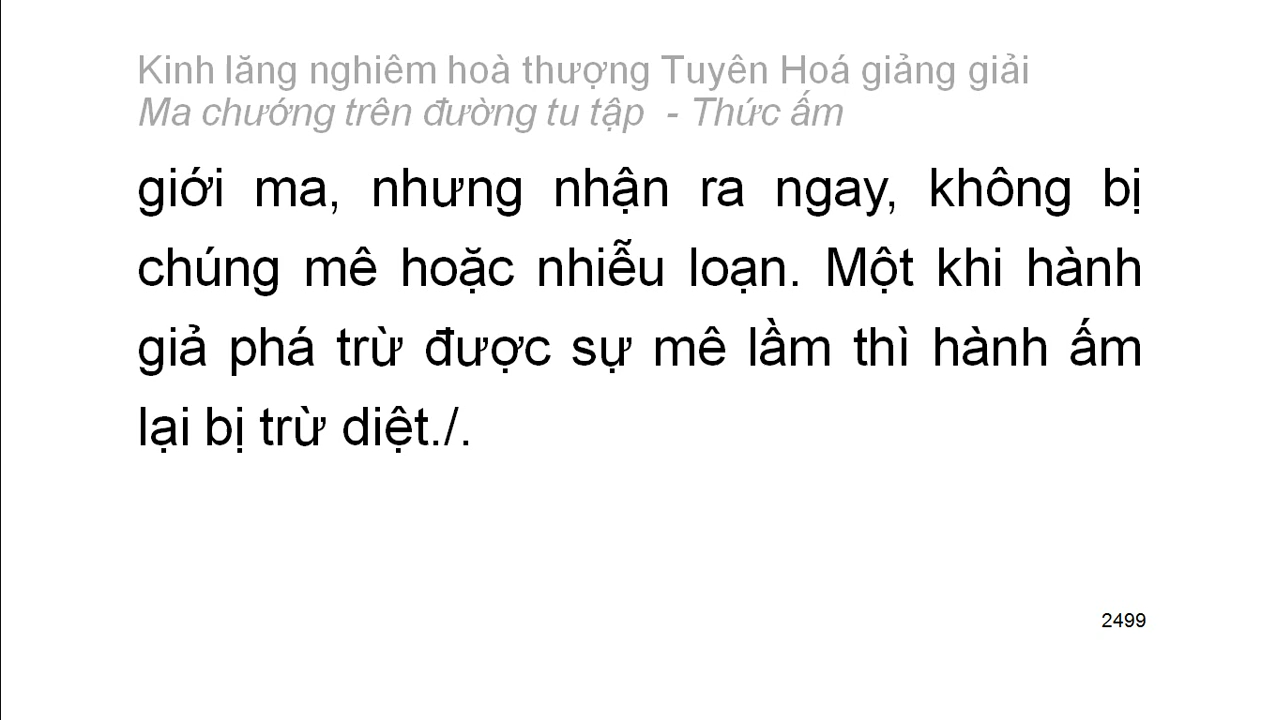 Kinh lăng nghiêm hoà thượng Tuyên Hoá giảng giải
Ma chướng trên đường tu tập - Thức ấm
giới ma, nhưng nhận ra ngay, không bị
chúng mê hoặc nhiễu loạn. Một khi hành
giả phá trừ được sự mê lầm thì hành ấm
lại bị trừ diệt./.
2499